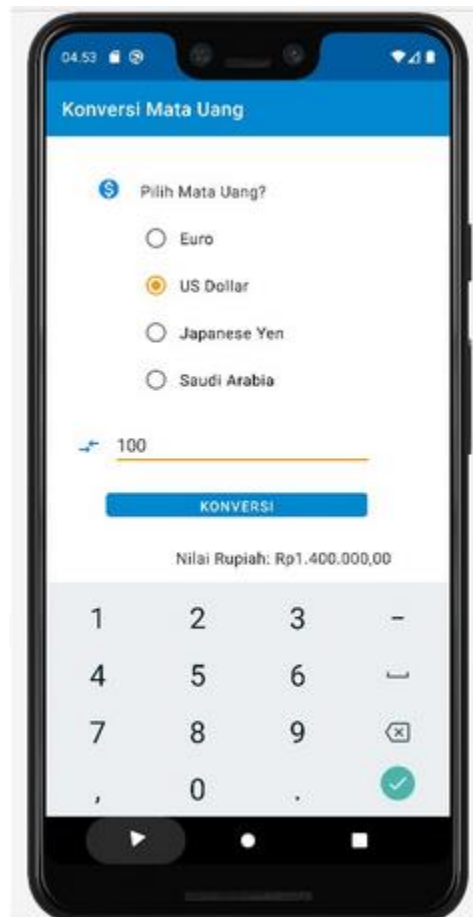 04.53
Konversi Mata Uang
Pilih Mata Uang?
Euro
US Dollar
Japanese Yen
Saudi Arabia
100
KONVERSI
Nilai Rupiah: Rp1.400.000,00
1 2 3 -
4 5 6
7 8 9
, 0 .